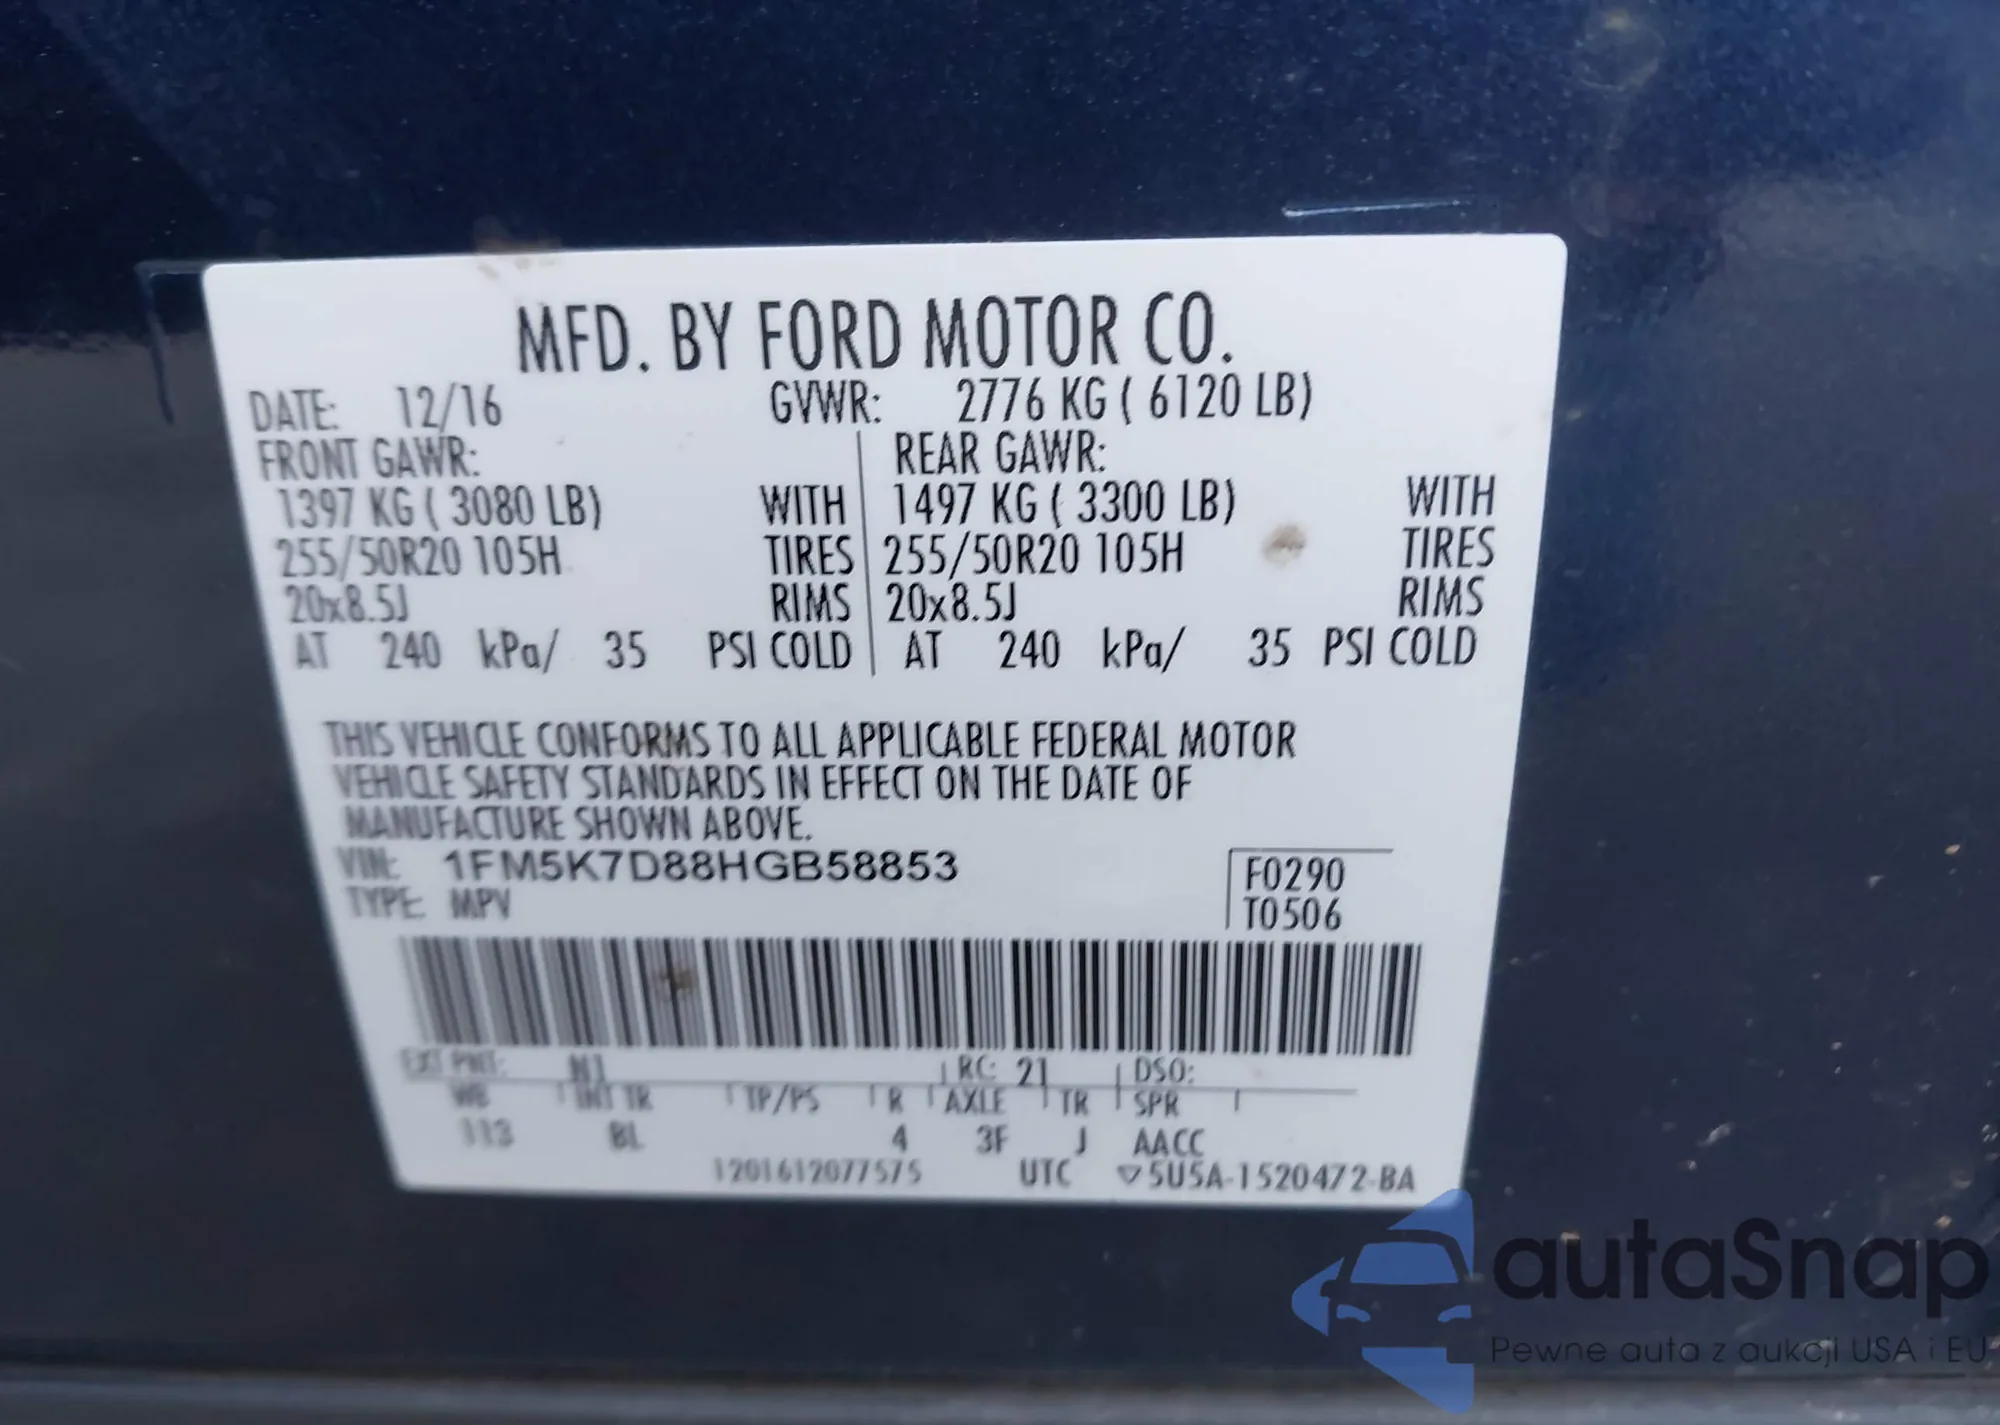 MFD. BY FORD MOTOR CO.
DATE: 12/16 GVWR: 2776 KG ( 6120 LB)
FRONT GAWR: REAR GAWR:
1397 KG ( 3080 LB) WITH 1497 KG ( 3300 LB) WITH
255/50R20 105H TIRES 255/50R20 105H TIRES
20x8.5J RIMS 20x8.5J RIMS
AT 240 kPa/ 35 PSI COLD AT 240 kPa/ 35 PSI COLD
THIS VEHICLE CONFORMS TO ALL APPLICABLE FEDERAL MOTOR
VEHICLE SAFETY STANDARDS IN EFFECT ON THE DATE OF
MANUFACTURE SHOWN ABOVE.
VIN: 1FM5K7D88HGB58853 F0290
TYPE: MPV T0506
EXT PNT: N1 RC: 21 DSO:
WB INT TR TP/PS R AXLE TR SPR
113 BL 4 3F J AACC
1201612077575 UTC ▽5U5A-1520472-BA
autaSnap
Pewne auta z aukcji USA i EU